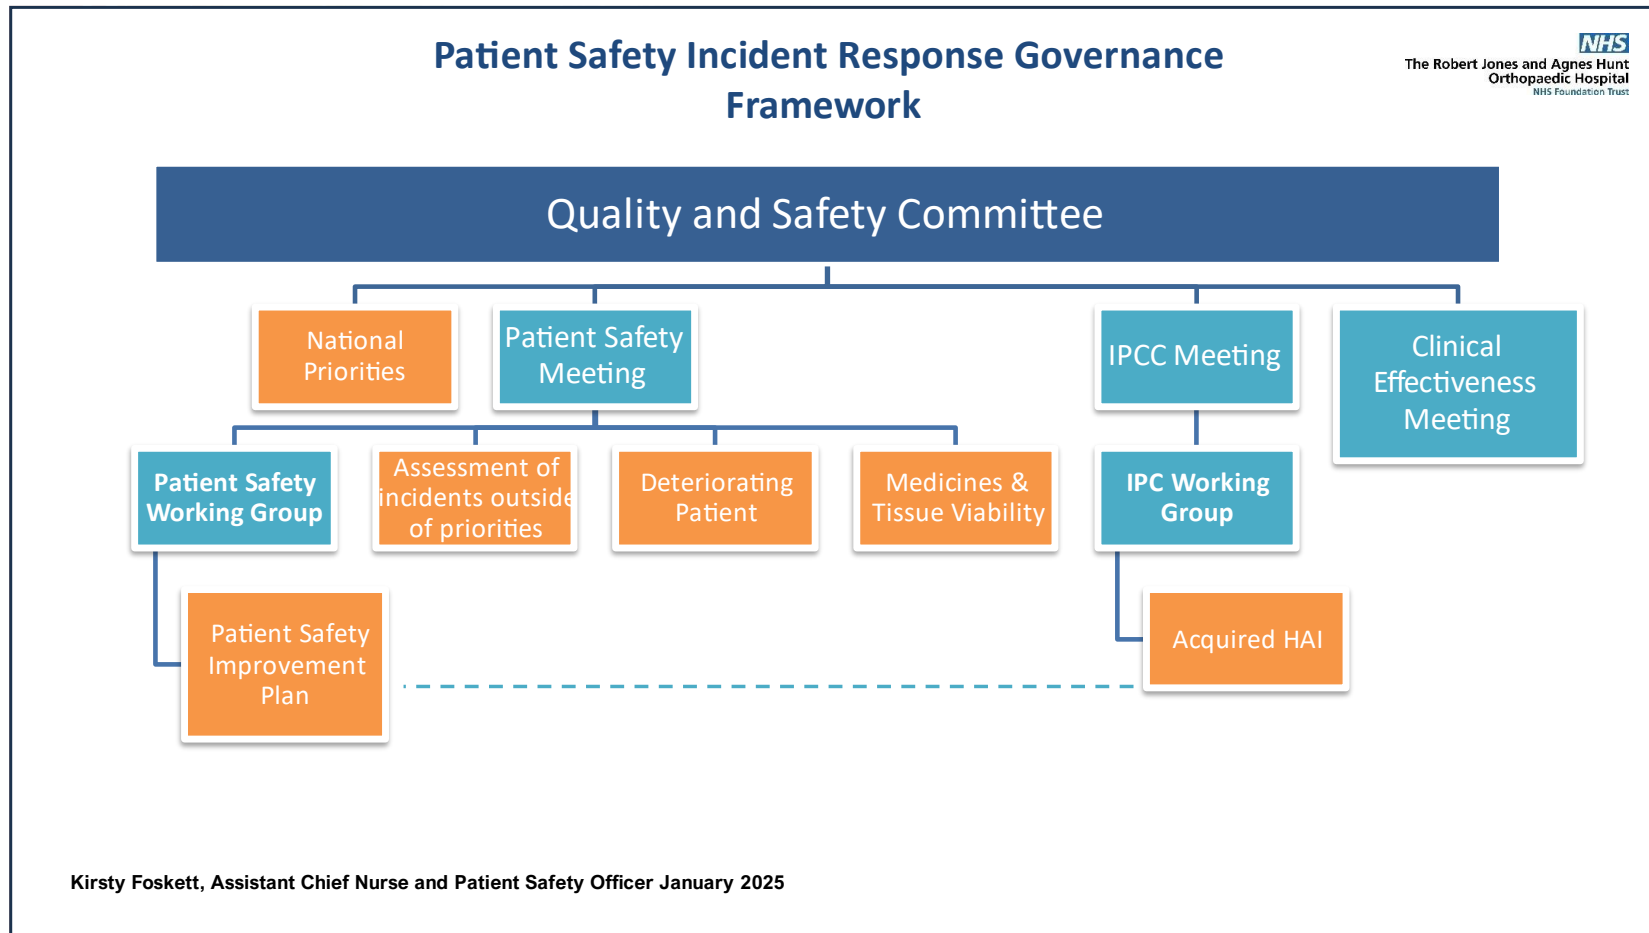 Patient Safety Incident Response Governance
Framework
NHS
The Robert Jones and Agnes Hunt
Orthopaedic Hospital
NHS Foundation Trust
Quality and Safety Committee
National
Priorities
Patient Safety
Meeting
IPCC Meeting
Clinical
Effectiveness
Meeting
Patient Safety
Working Group
Assessment of
incidents outside
of priorities
Deteriorating
Patient
Medicines &
Tissue Viability
IPC Working
Group
Patient Safety
Improvement
Plan
Acquired HAI
Kirsty Foskett, Assistant Chief Nurse and Patient Safety Officer January 2025